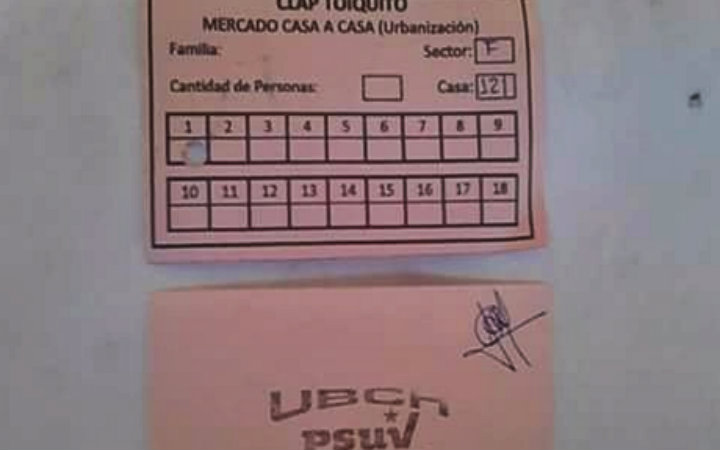 CLAP TOIQUITO
MERCADO CASA A CASA (Urbanización)
Familia: Sector: F
Cantidad de Personas: Casa: 121
1 2 3 4 5 6 7 8 9
10 11 12 13 14 15 16 17 18
UBCh
psuv